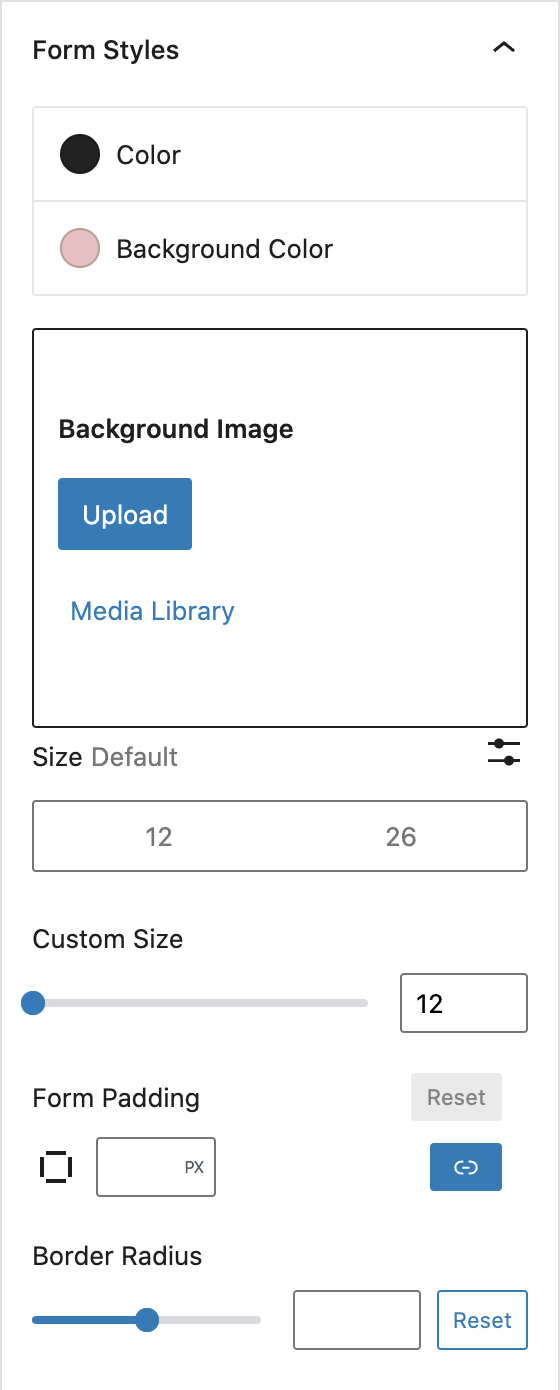 Form Styles
Color
Background Color
Background Image
Upload
Media Library
Size Default
12 26
Custom Size
12
Form Padding Reset
PX
Border Radius
Reset